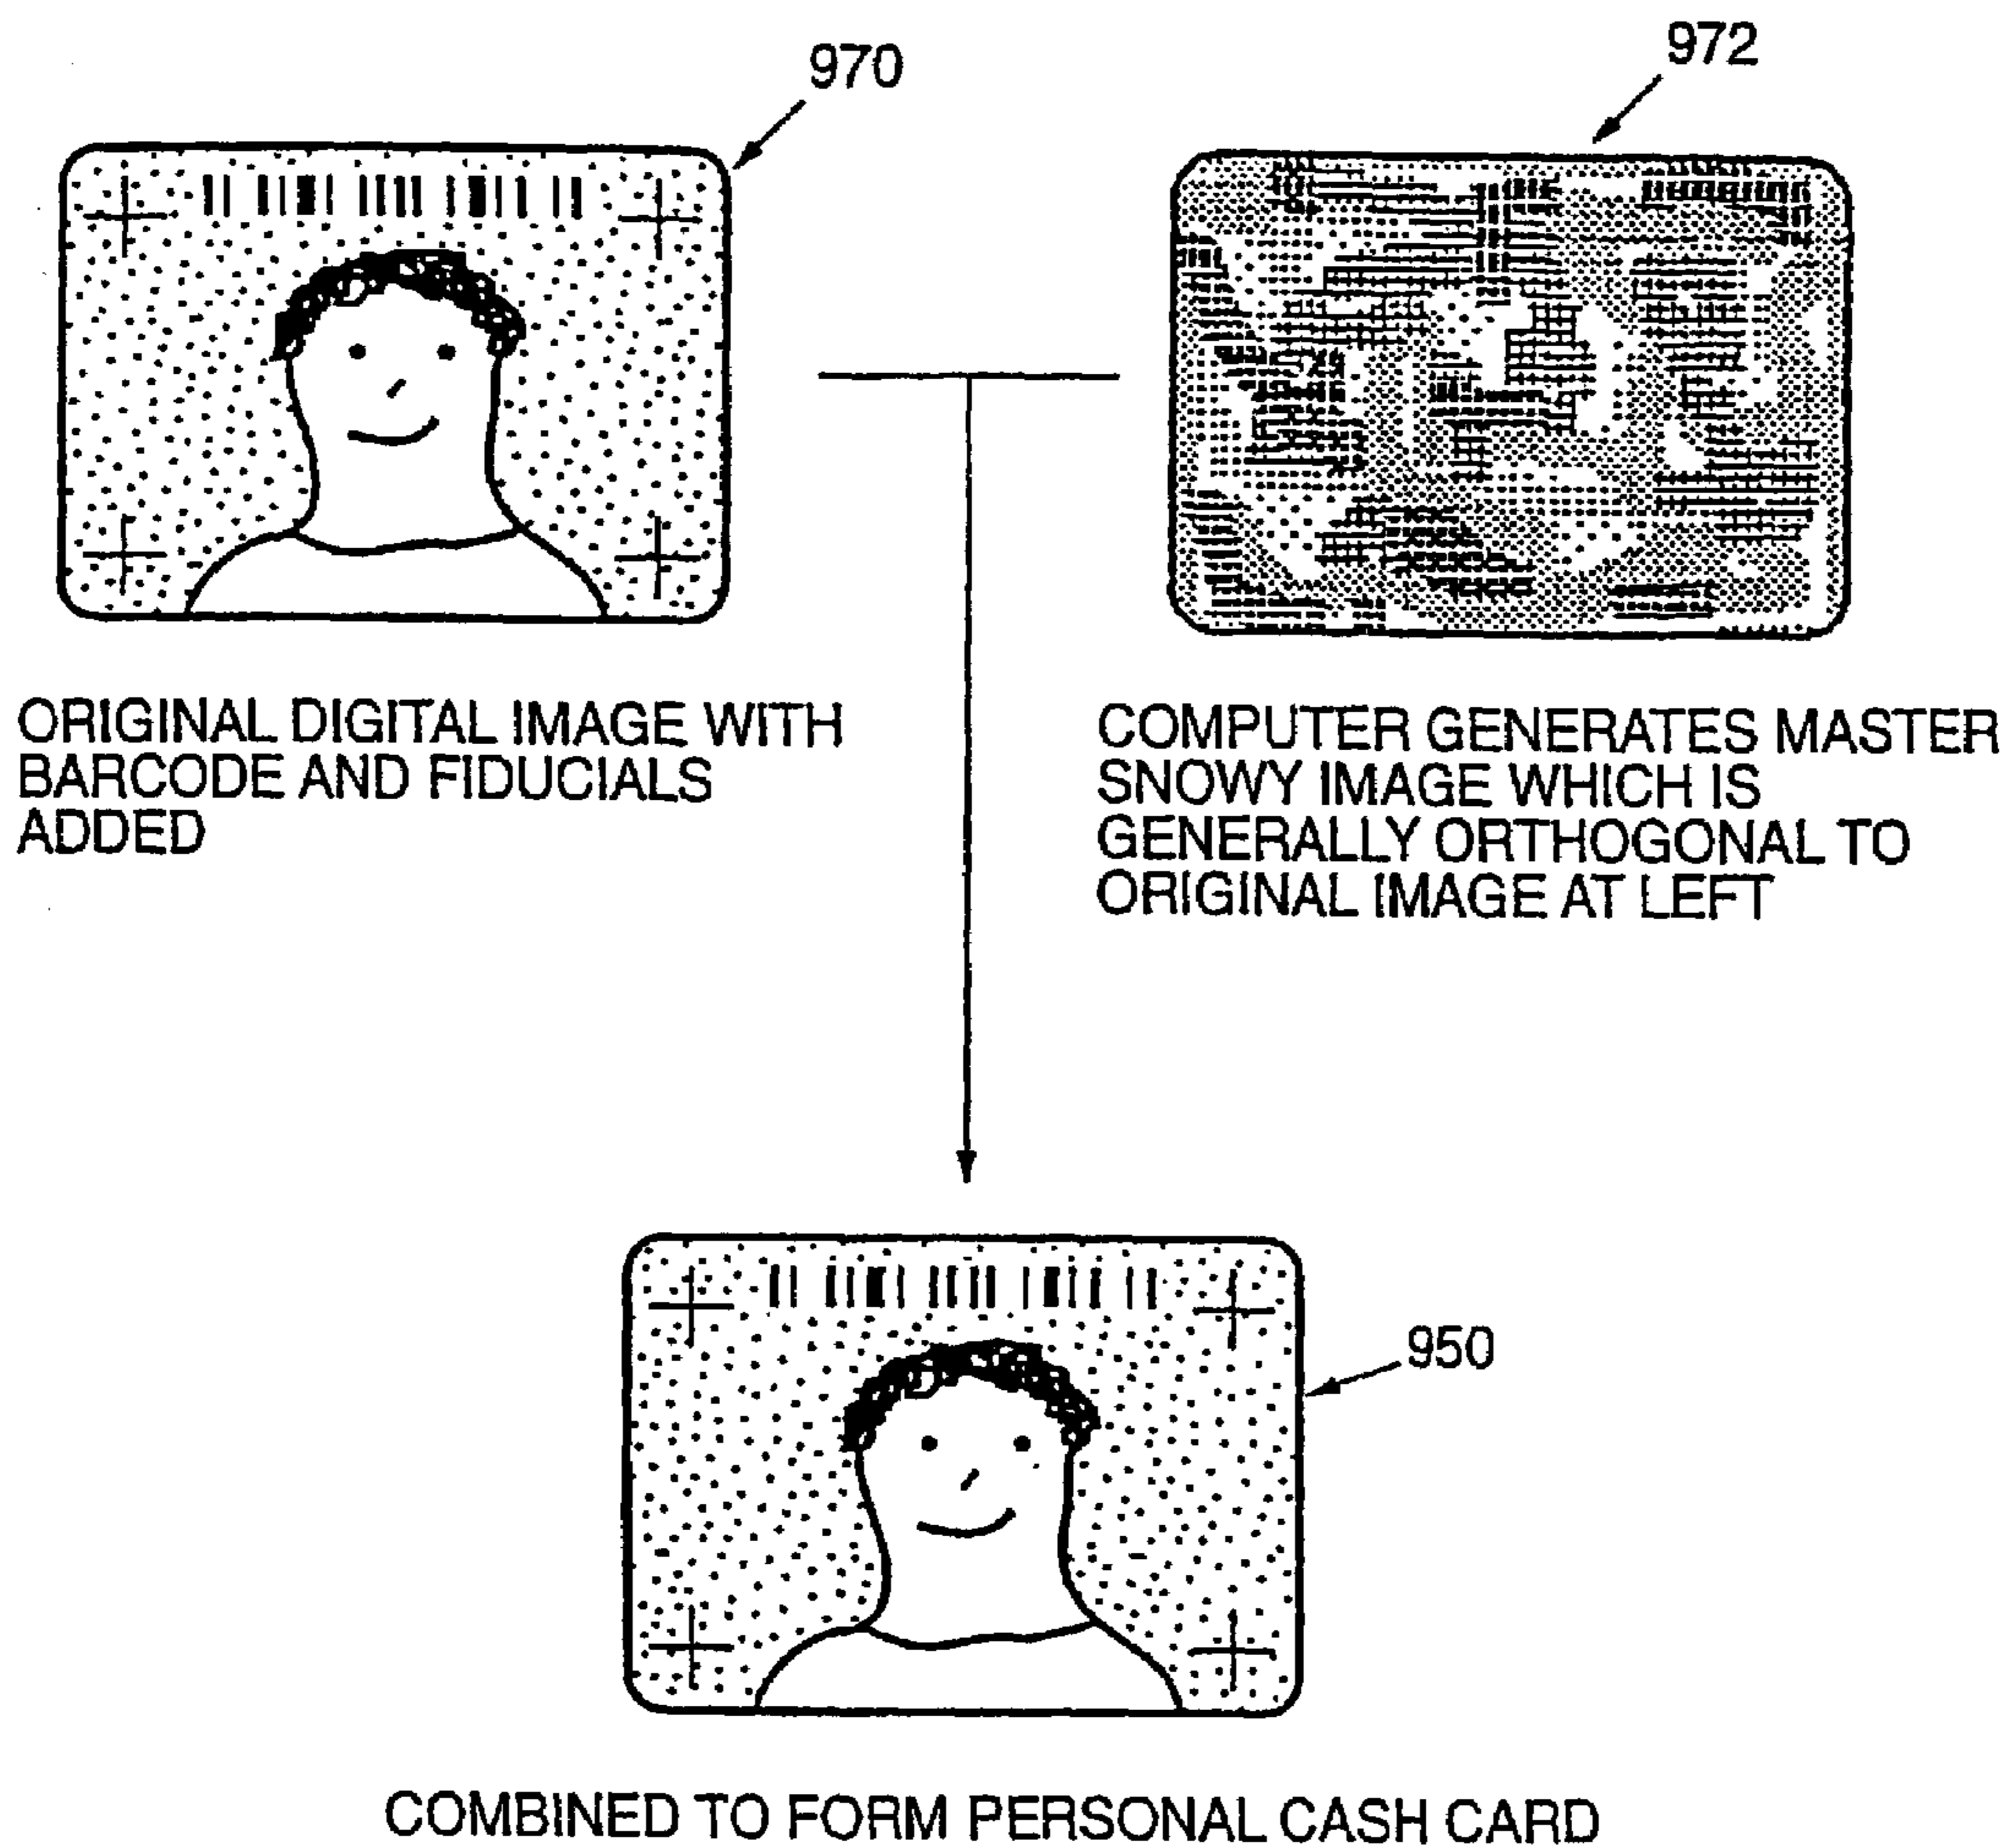 970
972
ORIGINAL DIGITAL IMAGE WITH
BARCODE AND FIDUCIALS
ADDED
COMPUTER GENERATES MASTER
SNOWY IMAGE WHICH IS
GENERALLY ORTHOGONAL TO
ORIGINAL IMAGE AT LEFT
950
COMBINED TO FORM PERSONAL CASH CARD